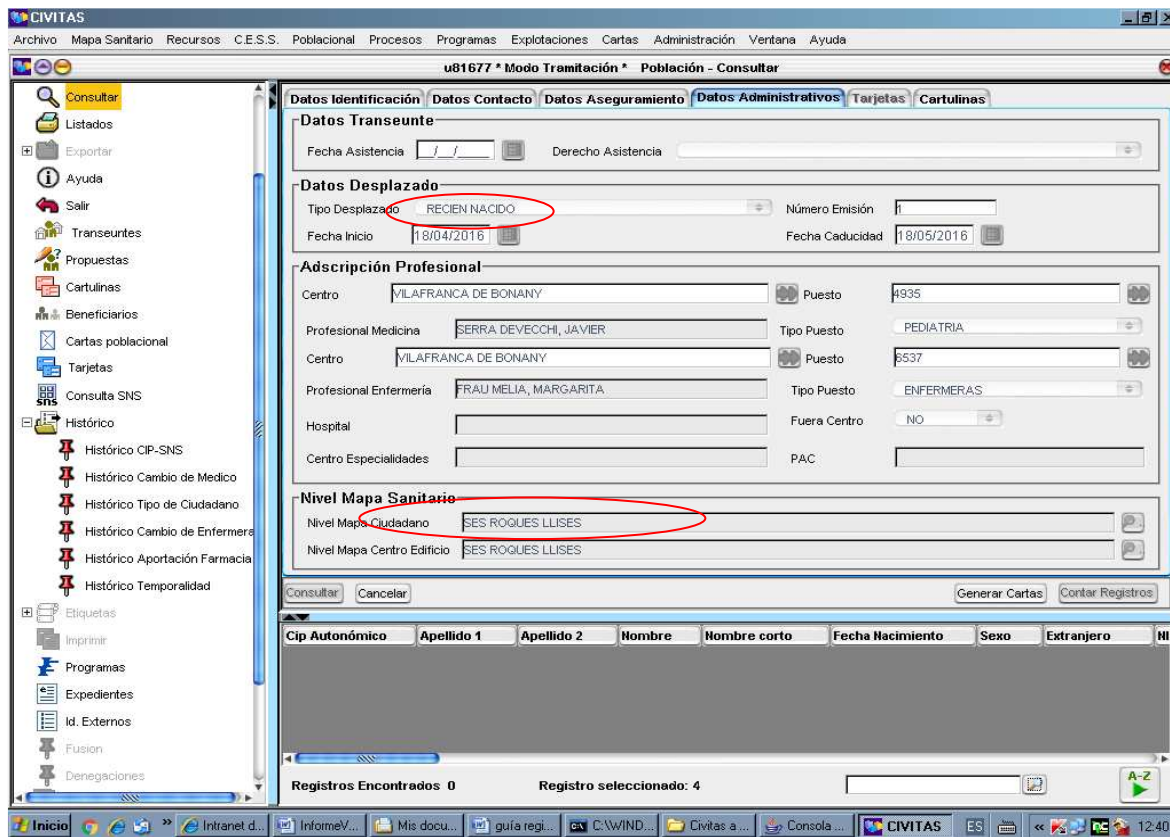 CIVITAS
Archivo Mapa Sanitario Recursos C.E.S.S. Poblacional Procesos Programas Explotaciones Cartas Administración Ventana Ayuda
u81677 * Modo Tramitación * Población - Consultar
Consultar
Listados
Exportar
Ayuda
Salir
Transeuntes
Propuestas
Cartulinas
Beneficiarios
Cartas poblacional
Tarjetas
sns Consulta SNS
Histórico
Histórico CIP-SNS
Histórico Cambio de Medico
Histórico Tipo de Ciudadano
Histórico Cambio de Enfermera
Histórico Aportación Farmacia
Histórico Temporalidad
Etiquetas
Imprimir
Programas
Expedientes
Id. Externos
Fusion
Denegaciones
Datos Identificación Datos Contacto Datos Aseguramiento Datos Administrativos Tarjetas Cartulinas
Datos Transeunte
Fecha Asistencia __/__/____ Derecho Asistencia
Datos Desplazado
Tipo Desplazado RECIEN NACIDO Número Emisión 1
Fecha Inicio 18/04/2016 Fecha Caducidad 18/05/2016
Adscripción Profesional
Centro VILAFRANCA DE BONANY Puesto 4935
Profesional Medicina SERRA DEVECCHI, JAVIER Tipo Puesto PEDIATRIA
Centro VILAFRANCA DE BONANY Puesto 6537
Profesional Enfermería FRAU MELIA, MARGARITA Tipo Puesto ENFERMERAS
Hospital Fuera Centro NO
Centro Especialidades PAC
Nivel Mapa Sanitario
Nivel Mapa Ciudadano SES ROQUES LLISES
Nivel Mapa Centro Edificio SES ROQUES LLISES
Consultar Cancelar Generar Cartas Contar Registros
Cip Autonómico Apellido 1 Apellido 2 Nombre Nombre corto Fecha Nacimiento Sexo Extranjero NI
Registros Encontrados 0 Registro seleccionado: 4 A-Z
Inicio » Intranet d... InformeV... Mis docu... guía regi... C:\WIND... Civitas a ... Consola ... CIVITAS ES « 12:49